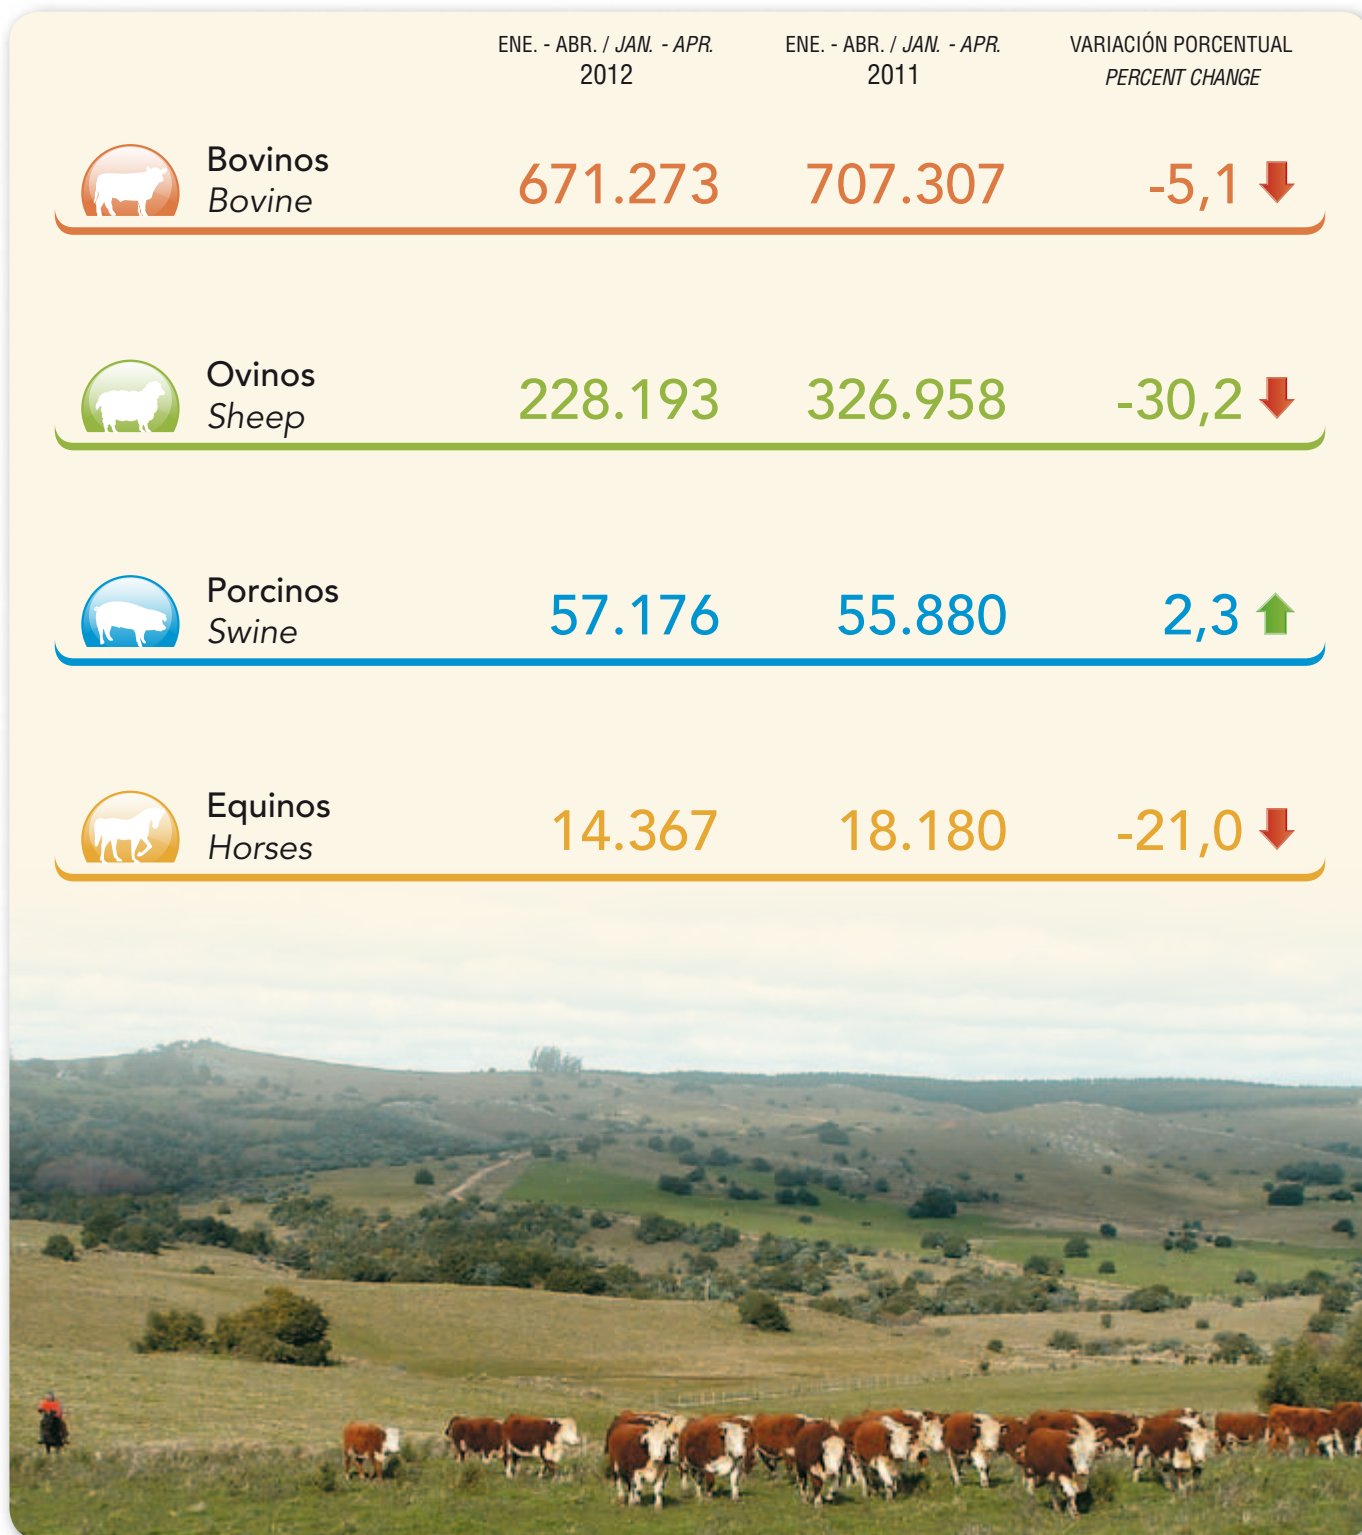 ENE. - ABR. / JAN. - APR. ENE. - ABR. / JAN. - APR. VARIACIÓN PORCENTUAL
2012 2011 PERCENT CHANGE
Bovinos
Bovine
671.273 707.307 -5,1
Ovinos
Sheep
228.193 326.958 -30,2
Porcinos
Swine
57.176 55.880 2,3
Equinos
Horses
14.367 18.180 -21,0